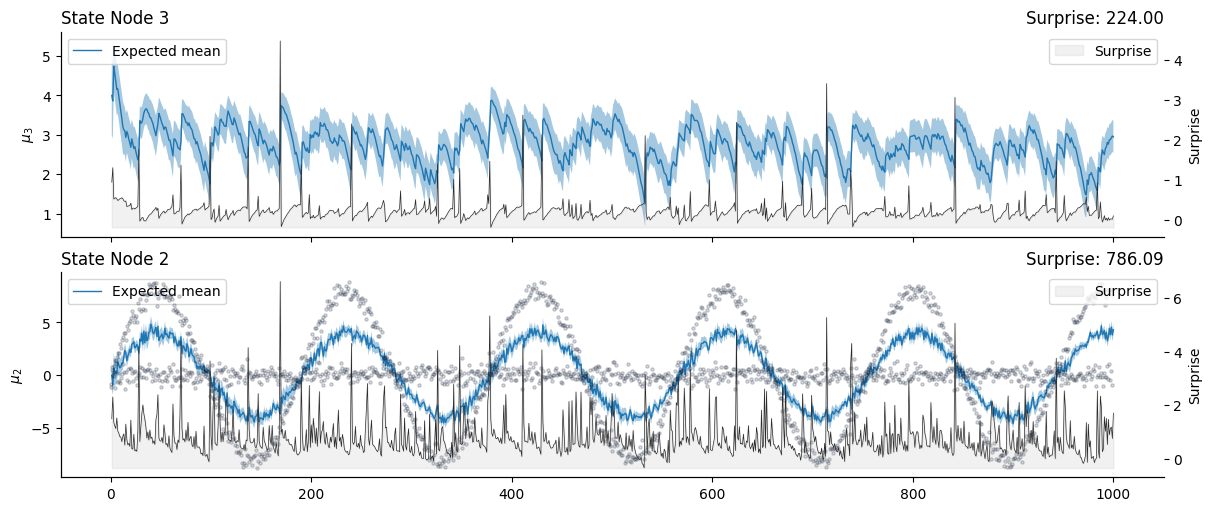 State Node 3
Surprise: 224.00
Expected mean
Surprise
5
4
3
2
1
μ3
4
3
2
1
0
Surprise
State Node 2
Surprise: 786.09
Expected mean
Surprise
5
0
−5
μ2
6
4
2
0
Surprise
0
200
400
600
800
1000